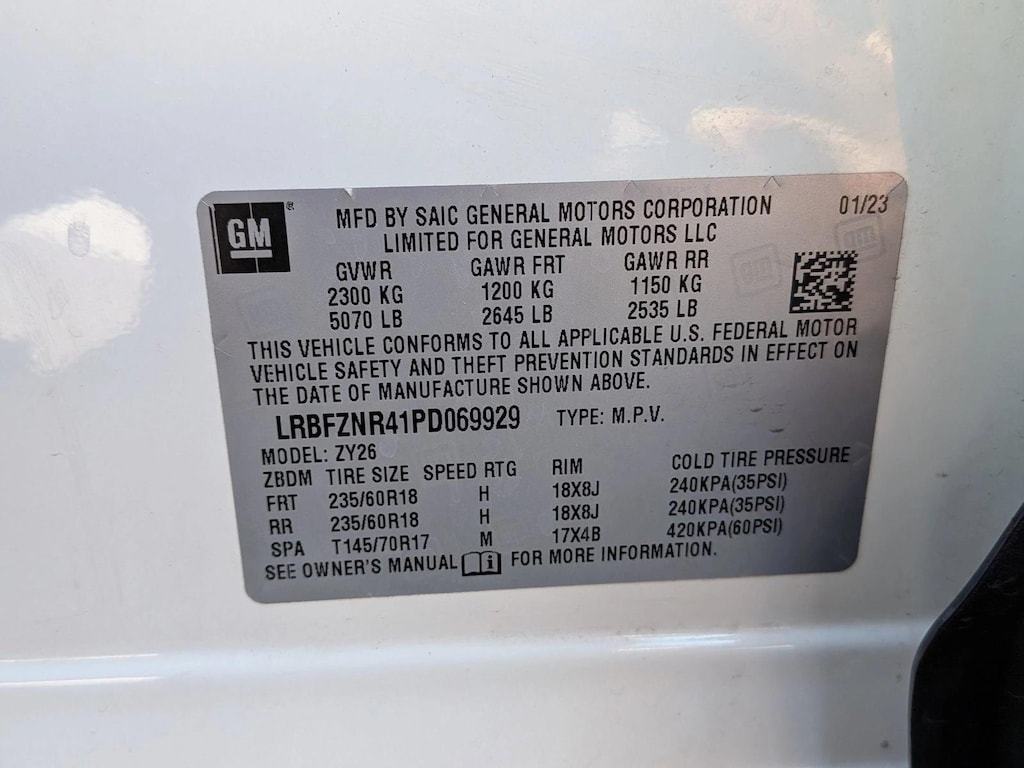 GM
MFD BY SAIC GENERAL MOTORS CORPORATION 01/23
LIMITED FOR GENERAL MOTORS LLC
GVWR GAWR FRT GAWR RR
2300 KG 1200 KG 1150 KG
5070 LB 2645 LB 2535 LB
THIS VEHICLE CONFORMS TO ALL APPLICABLE U.S. FEDERAL MOTOR
VEHICLE SAFETY AND THEFT PREVENTION STANDARDS IN EFFECT ON
THE DATE OF MANUFACTURE SHOWN ABOVE.
LRBFZNR41PD069929 TYPE: M.P.V.
MODEL: ZY26
ZBDM TIRE SIZE SPEED RTG RIM COLD TIRE PRESSURE
FRT 235/60R18 H 18X8J 240KPA(35PSI)
RR 235/60R18 H 18X8J 240KPA(35PSI)
SPA T145/70R17 M 17X4B 420KPA(60PSI)
SEE OWNER'S MANUAL i FOR MORE INFORMATION.